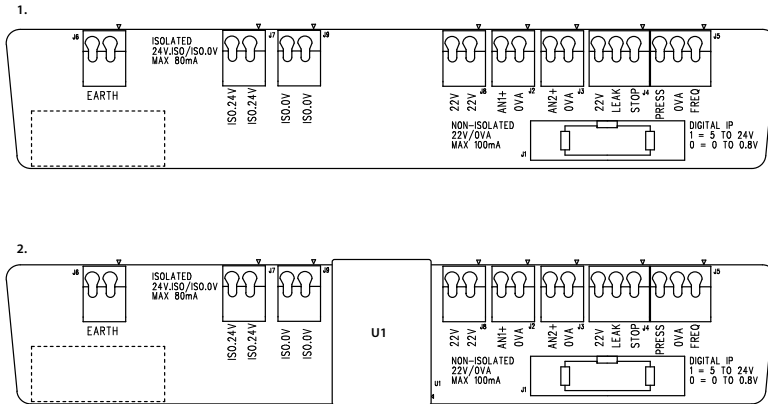 1.
J6
ISOLATED
24V.ISO/ISO.0V
MAX 80mA
J7
J9
EARTH
ISO.24V
ISO.24V
ISO.0V
ISO.0V
J8
J2
J3
J4
J5
22V
22V
AN1+
0VA
AN2+
0VA
22V
LEAK
STOP
PRESS
0VA
FREQ
NON-ISOLATED
22V/0VA
MAX 100mA
J1
DIGITAL IP
1 = 5 TO 24V
0 = 0 TO 0.8V
2.
J6
ISOLATED
24V.ISO/ISO.0V
MAX 80mA
J7
J9
EARTH
ISO.24V
ISO.24V
ISO.0V
ISO.0V
U1
U1
J8
J2
J3
J4
J5
22V
22V
AN1+
0VA
AN2+
0VA
22V
LEAK
STOP
PRESS
0VA
FREQ
NON-ISOLATED
22V/0VA
MAX 100mA
J1
DIGITAL IP
1 = 5 TO 24V
0 = 0 TO 0.8V